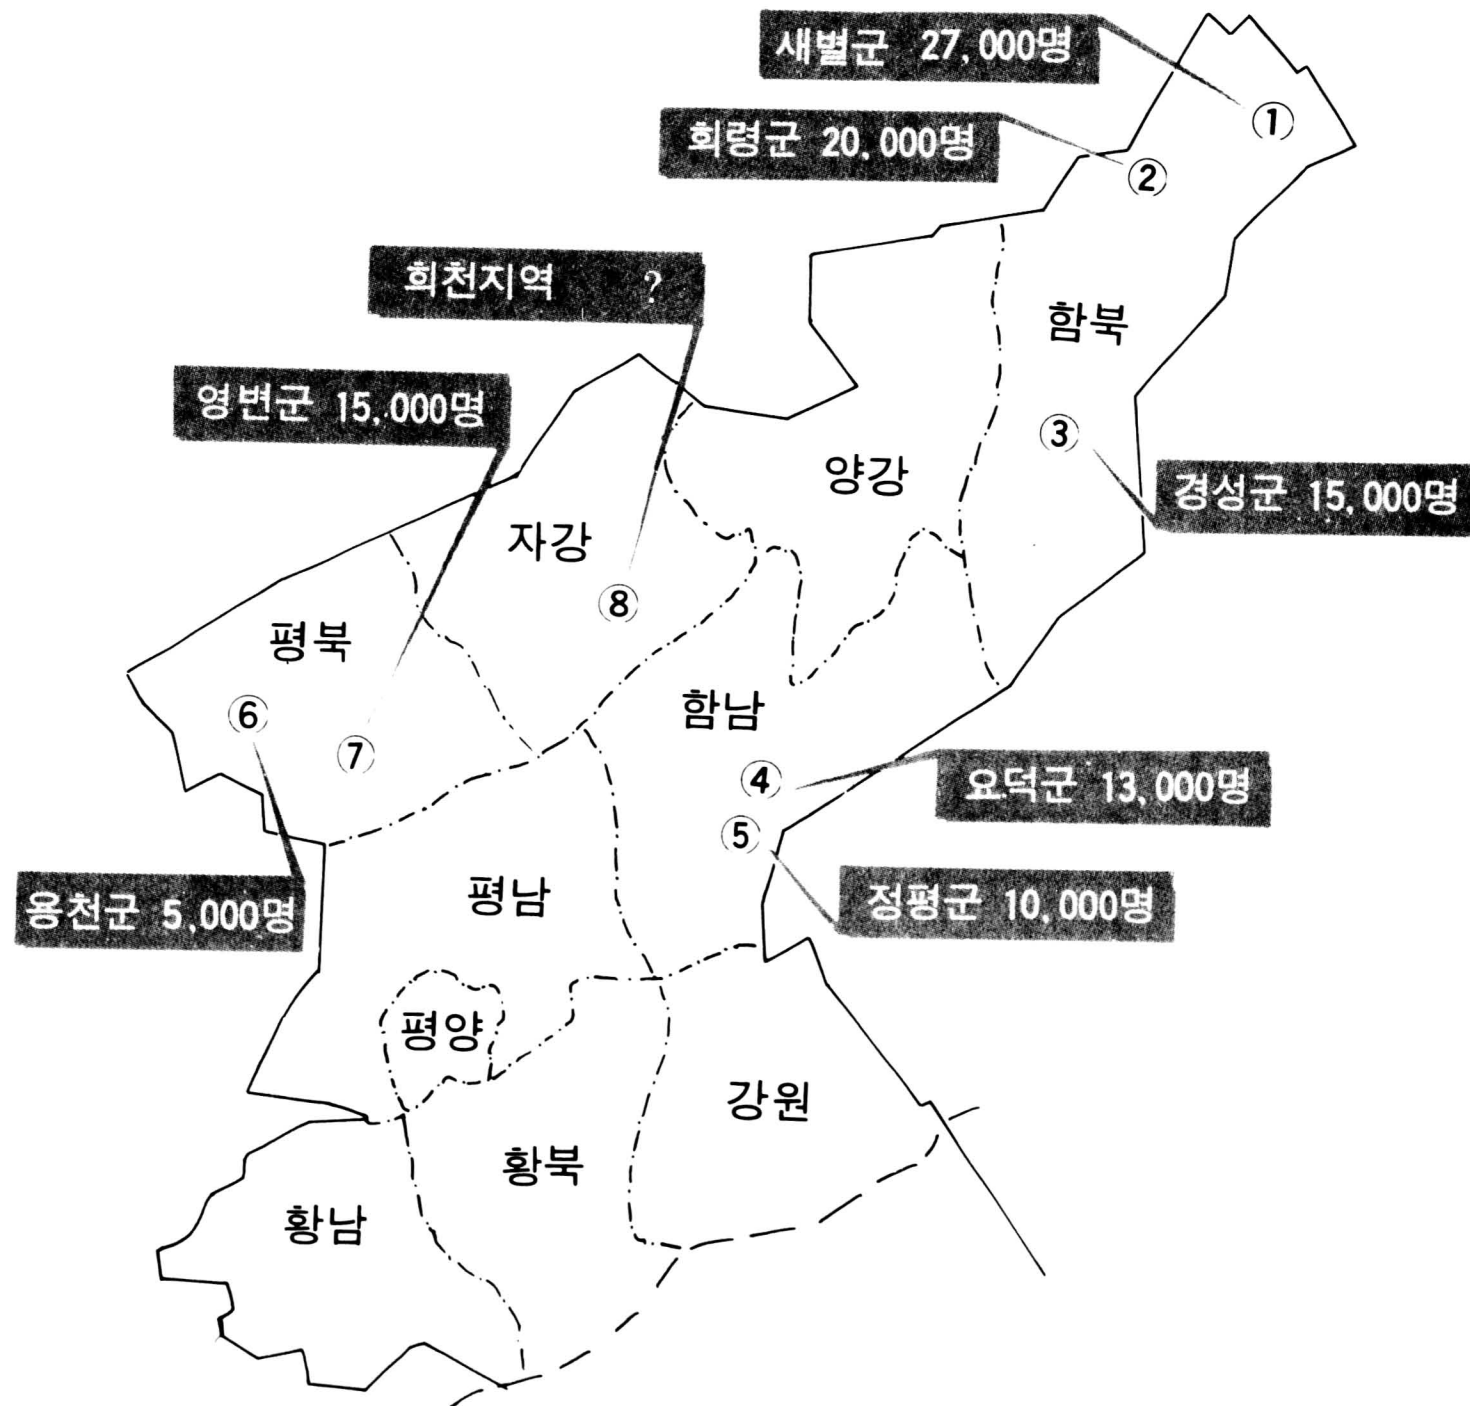 새별군 27,000명
①
회령군 20,000명
②
희천지역 ?
함북
영변군 15,000명
③
양강
경성군 15,000명
자강
⑧
평북
함남
⑥
⑦
④
요덕군 13,000명
⑤
평남
정평군 10,000명
용천군 5,000명
평양
강원
황북
황남